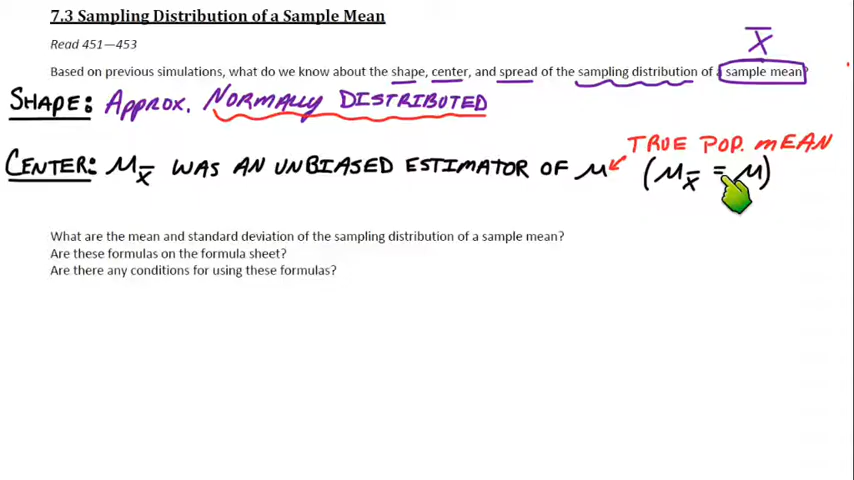 7.3 Sampling Distribution of a Sample Mean
Read 451—453
x̄
Based on previous simulations, what do we know about the shape, center, and spread of the sampling distribution of a sample mean?
SHAPE: APPROX. NORMALLY DISTRIBUTED
TRUE POP. MEAN
CENTER: μx̄ WAS AN UNBIASED ESTIMATOR OF μ (μx̄ = μ)
What are the mean and standard deviation of the sampling distribution of a sample mean?
Are these formulas on the formula sheet?
Are there any conditions for using these formulas?